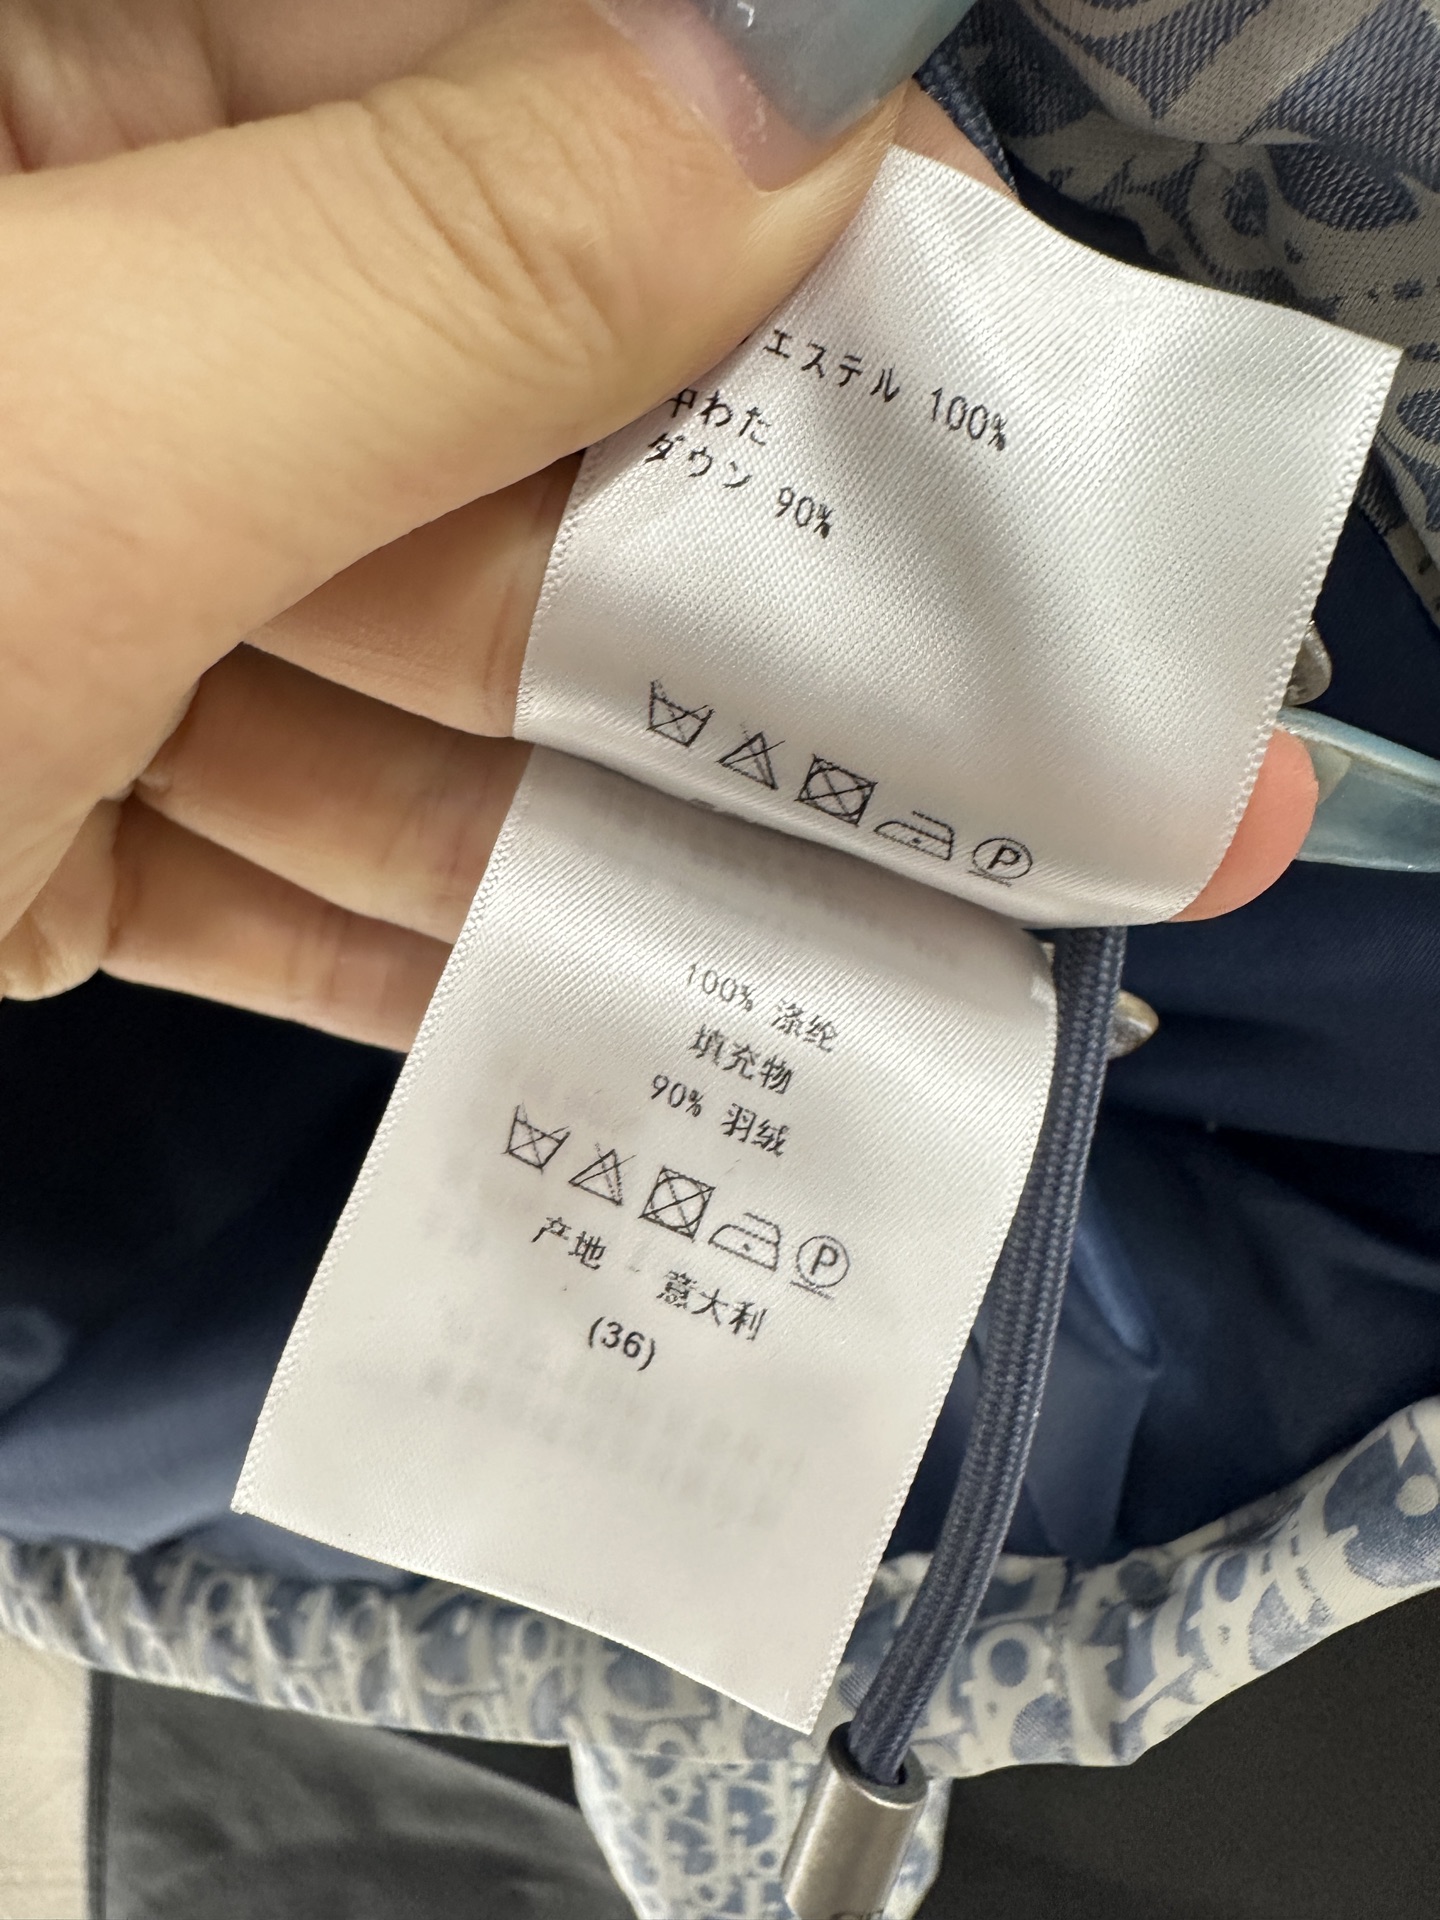 エステル 100%
中わた
ダウン 90%
P
100% 涤纶
填充物
90% 羽绒
P
产地 - 意大利
(36)